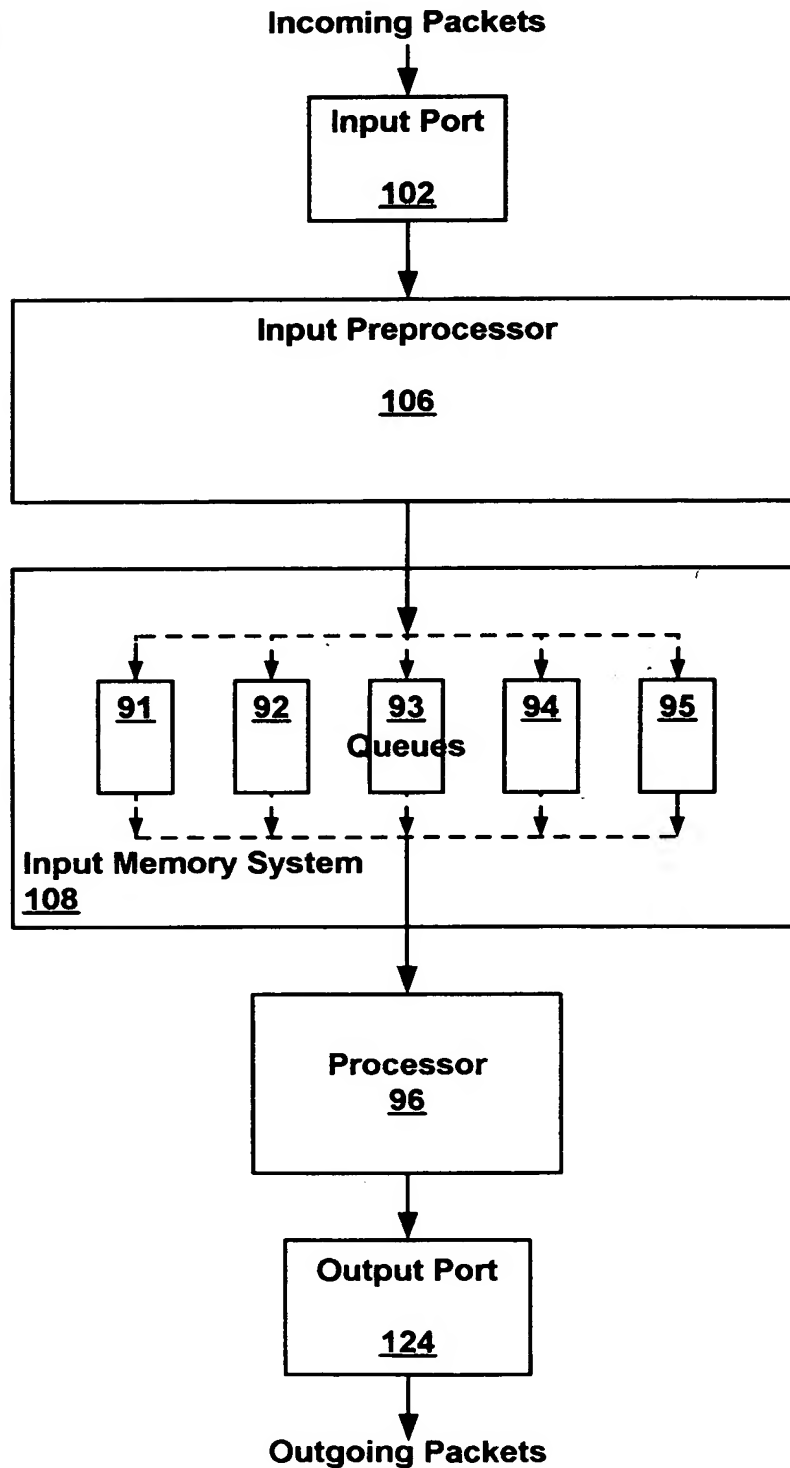 Incoming Packets
Input Port
102
Input Preprocessor
106
91 92 93 94 95
Queues
Input Memory System
108
Processor
96
Output Port
124
Outgoing Packets